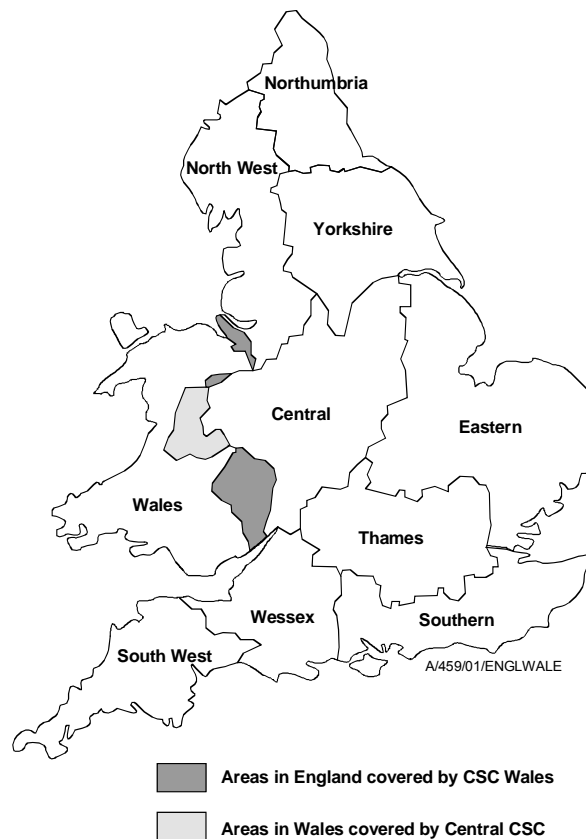 Northumbria
North West
Yorkshire
Central
Eastern
Wales
Thames
Wessex
Southern
South West
A/459/01/ENGLWALE
Areas in England covered by CSC Wales
Areas in Wales covered by Central CSC